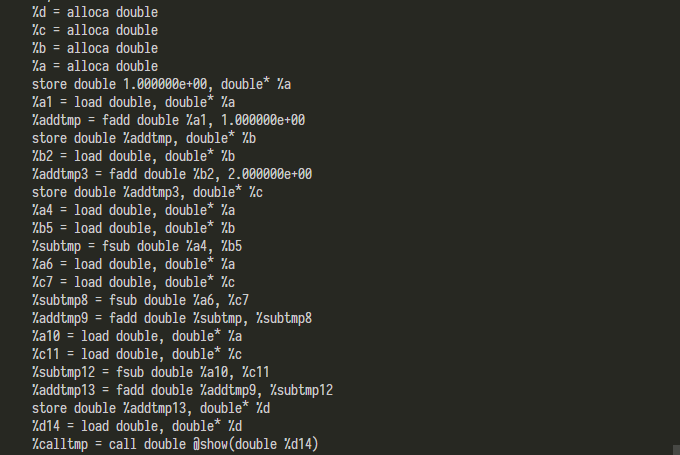 %d = alloca double
%c = alloca double
%b = alloca double
%a = alloca double
store double 1.000000e+00, double* %a
%a1 = load double, double* %a
%addtmp = fadd double %a1, 1.000000e+00
store double %addtmp, double* %b
%b2 = load double, double* %b
%addtmp3 = fadd double %b2, 2.000000e+00
store double %addtmp3, double* %c
%a4 = load double, double* %a
%b5 = load double, double* %b
%subtmp = fsub double %a4, %b5
%a6 = load double, double* %a
%c7 = load double, double* %c
%subtmp8 = fsub double %a6, %c7
%addtmp9 = fadd double %subtmp, %subtmp8
%a10 = load double, double* %a
%c11 = load double, double* %c
%subtmp12 = fsub double %a10, %c11
%addtmp13 = fadd double %addtmp9, %subtmp12
store double %addtmp13, double* %d
%d14 = load double, double* %d
%calltmp = call double @show(double %d14)